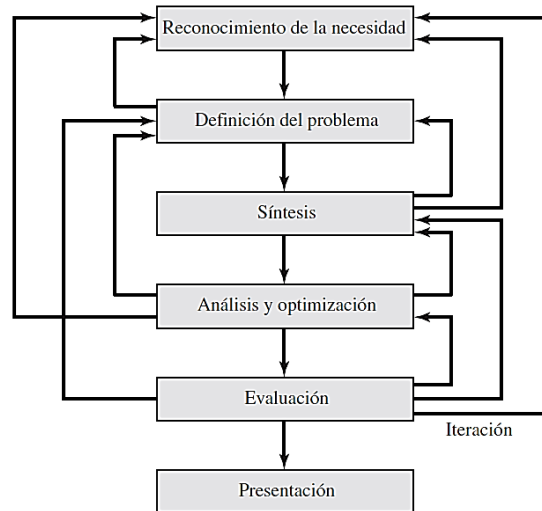 Reconocimiento de la necesidad
Definición del problema
Síntesis
Análisis y optimización
Evaluación
Iteración
Presentación